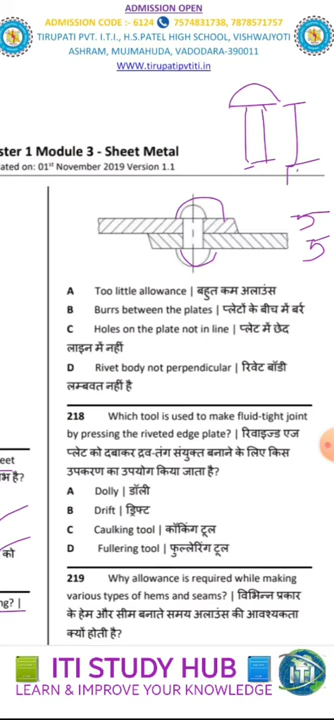 ADMISSION OPEN
ADMISSION CODE :- 6124 7574831738, 7878571757
TIRUPATI PVT. I.T.I., H.S.PATEL HIGH SCHOOL, VISHWAJYOTI
ASHRAM, MUJMAHUDA, VADODARA-390011
WWW.tirupatipvtiti.in
ster 1 Module 3 - Sheet Metal
ated on: 01st November 2019 Version 1.1
5
5
A Too little allowance | बहुत कम अलाउंस
B Burrs between the plates | प्लेटों के बीच में बर्र
C Holes on the plate not in line | प्लेट में छेद
लाइन में नहीं
D Rivet body not perpendicular | रिवेट बॉडी
लम्बवत नहीं है
218 Which tool is used to make fluid-tight joint
by pressing the riveted edge plate? | रिवाइज्ड एज
प्लेट को दबाकर द्रव-तंग संयुक्त बनाने के लिए किस
उपकरण का उपयोग किया जाता है?
A Dolly | डॉली
B Drift | ड्रिफ्ट
C Caulking tool | कॉकिंग टूल
D Fullering tool | फुल्लेरिंग टूल
219 Why allowance is required while making
various types of hems and seams? | विभिन्न प्रकार
के हेम और सीम बनाते समय अलाउंस की आवश्यकता
क्यों होती है?
eet
भ है?
को
ng? |
ITI STUDY HUB
LEARN & IMPROVE YOUR KNOWLEDGE
ITI